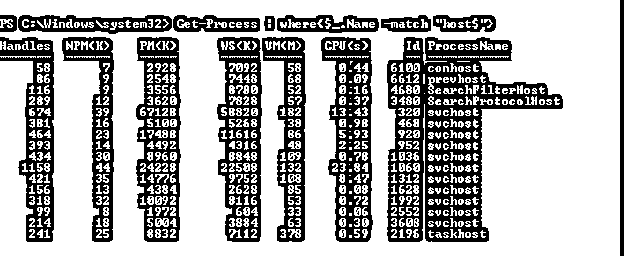 PS C:\Windows\system32> Get-Process | where{$_.Name -match "host$"}
Handles NPM(K) PM(K) WS(K) VM(M) CPU(s) Id ProcessName
58 7 2328 7092 58 0.44 6100 conhost
86 9 2548 7448 68 0.09 6612 prevhost
116 9 3556 8780 52 0.16 4680 SearchFilterHost
289 12 3620 7828 57 0.37 3480 SearchProtocolHost
674 39 67128 58820 182 13.43 320 svchost
381 16 5100 5268 38 0.98 468 svchost
464 23 17488 11616 86 5.93 920 svchost
393 14 4492 4316 48 2.25 952 svchost
434 30 8960 8848 109 0.78 1036 svchost
1158 44 24228 22508 132 23.84 1060 svchost
421 35 14776 9752 108 8.47 1312 svchost
156 13 4384 2628 85 0.08 1628 svchost
318 32 10092 8116 53 0.72 1992 svchost
99 8 1972 604 33 0.06 2552 svchost
214 18 5004 3884 63 0.30 3608 svchost
241 25 8832 7112 378 0.59 2196 taskhost